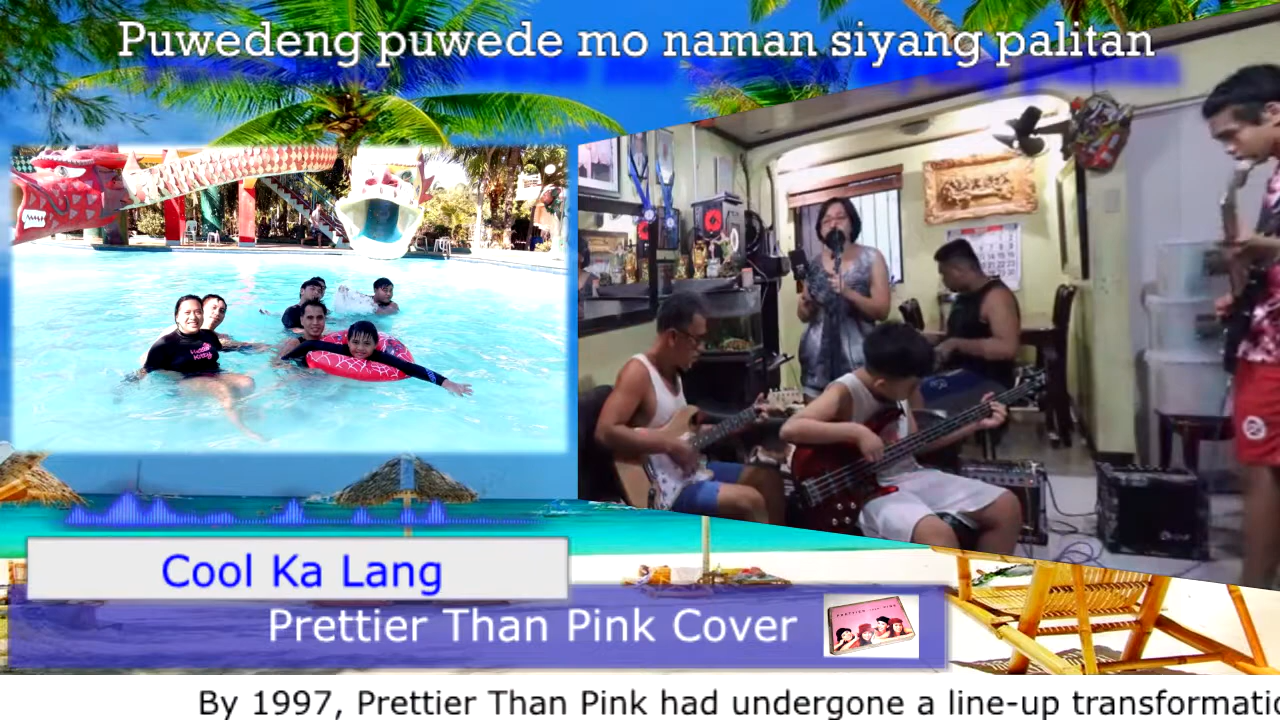 Puwedeng puwede mo naman siyang palitan
Cool Ka Lang
Prettier Than Pink Cover
By 1997, Prettier Than Pink had undergone a line-up transformatio